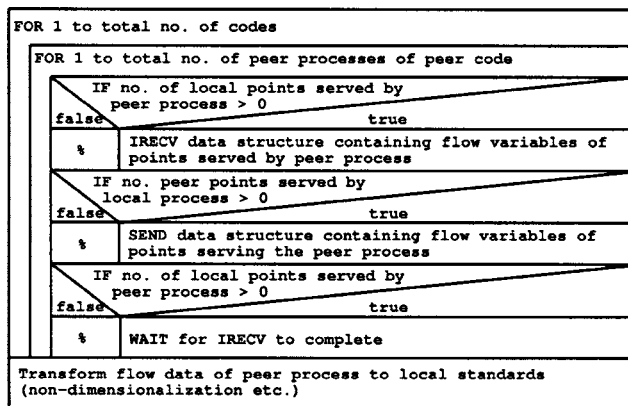 FOR 1 to total no. of codes
FOR 1 to total no. of peer processes of peer code
IF no. of local points served by
peer process > 0
false
true
%
IRECV data structure containing flow variables of
points served by peer process
IF no. peer points served by
local process > 0
false
true
%
SEND data structure containing flow variables of
points serving the peer process
IF no. of local points served by
peer process > 0
false
true
%
WAIT for IRECV to complete
Transform flow data of peer process to local standards
(non-dimensionalization etc.)